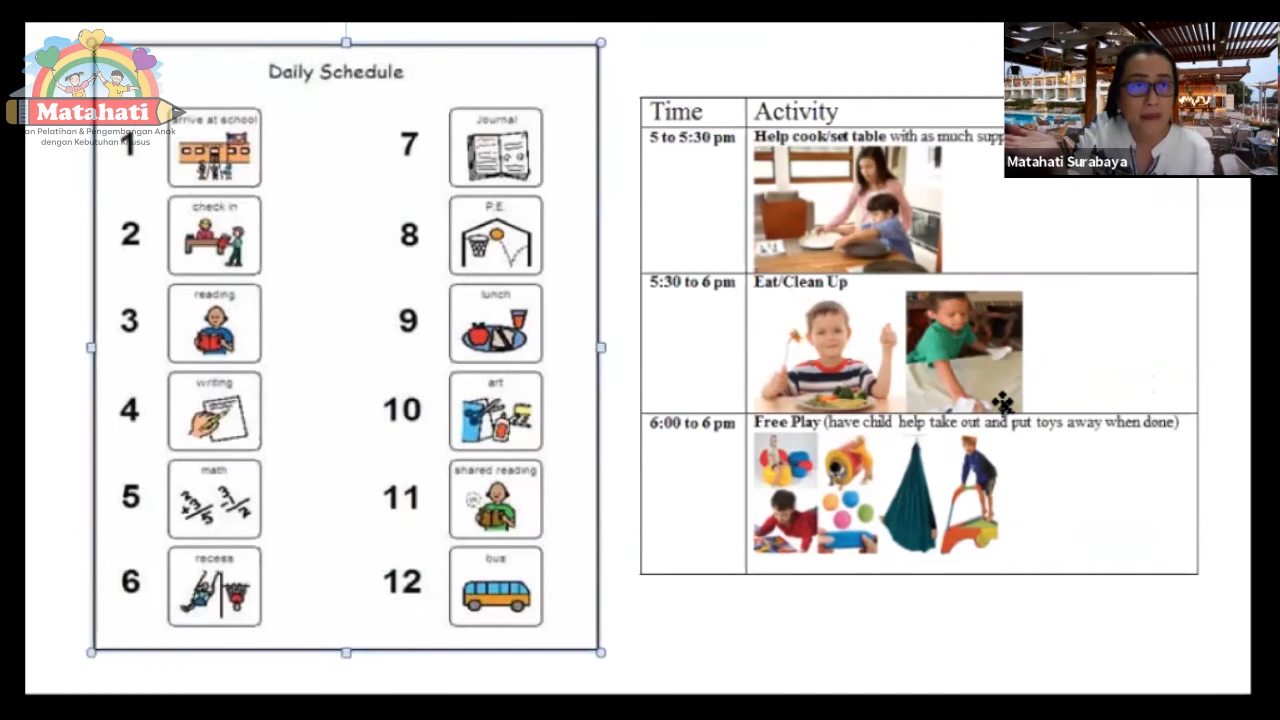 Matahati
an Pelatihan & Pengembangan Anak
dengan Kebutuhan Khusus
Daily Schedule
1
arrive at school
2
check in
3
reading
4
writing
5
math
6
recess
7
Journal
8
P.E.
9
lunch
10
art
11
shared reading
12
bus
Time Activity
5 to 5:30 pm Help cook/set table with as much supp
5:30 to 6 pm Eat/Clean Up
6:00 to 6 pm Free Play (have child help take out and put toys away when done)
Matahati Surabaya